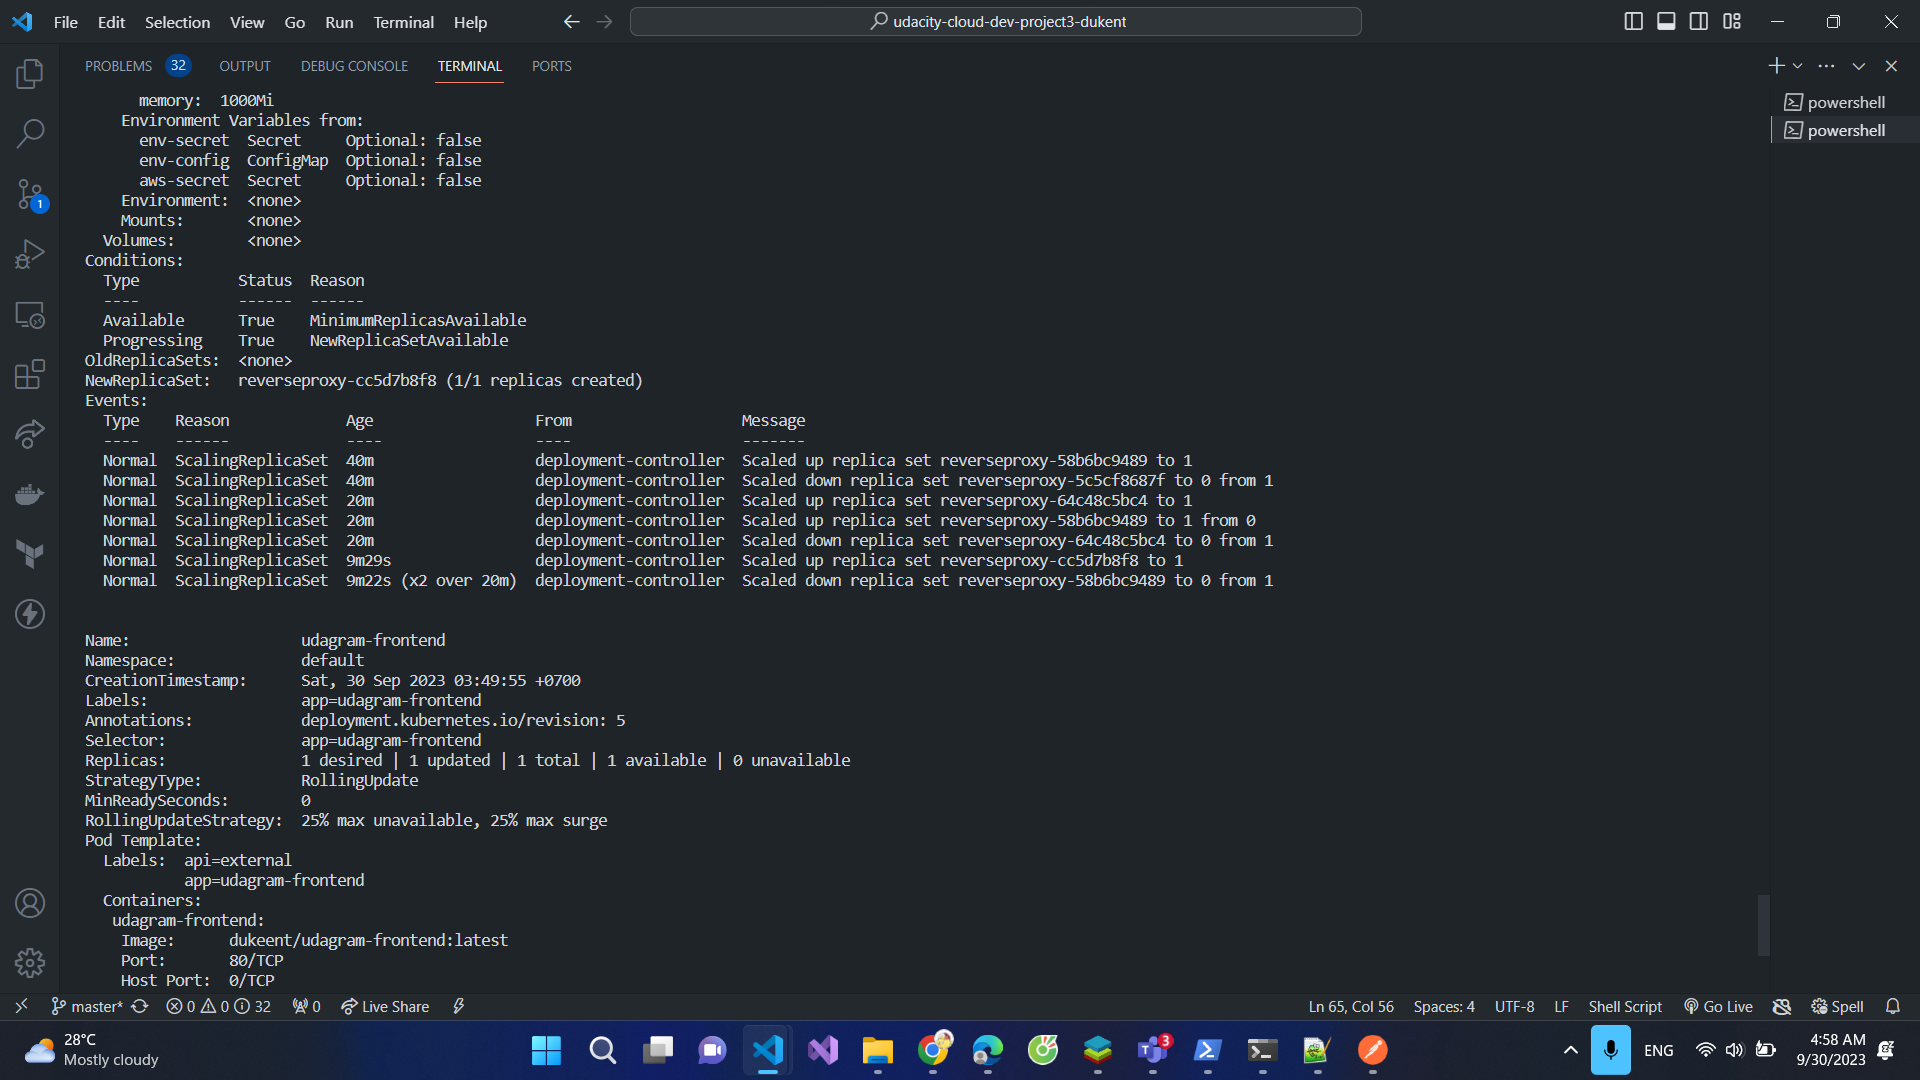 File Edit Selection View Go Run Terminal Help udacity-cloud-dev-project3-dukent
PROBLEMS 32 OUTPUT DEBUG CONSOLE TERMINAL PORTS
powershell
powershell
memory: 1000Mi
Environment Variables from:
env-secret Secret Optional: false
env-config ConfigMap Optional: false
aws-secret Secret Optional: false
Environment: <none>
Mounts: <none>
Volumes: <none>
Conditions:
Type Status Reason
---- ------ ------
Available True MinimumReplicasAvailable
Progressing True NewReplicaSetAvailable
OldReplicaSets: <none>
NewReplicaSet: reverseproxy-cc5d7b8f8 (1/1 replicas created)
Events:
Type Reason Age From Message
---- ------ ---- ---- -------
Normal ScalingReplicaSet 40m deployment-controller Scaled up replica set reverseproxy-58b6bc9489 to 1
Normal ScalingReplicaSet 40m deployment-controller Scaled down replica set reverseproxy-5c5cf8687f to 0 from 1
Normal ScalingReplicaSet 20m deployment-controller Scaled up replica set reverseproxy-64c48c5bc4 to 1
Normal ScalingReplicaSet 20m deployment-controller Scaled up replica set reverseproxy-58b6bc9489 to 1 from 0
Normal ScalingReplicaSet 20m deployment-controller Scaled down replica set reverseproxy-64c48c5bc4 to 0 from 1
Normal ScalingReplicaSet 9m29s deployment-controller Scaled up replica set reverseproxy-cc5d7b8f8 to 1
Normal ScalingReplicaSet 9m22s (x2 over 20m) deployment-controller Scaled down replica set reverseproxy-58b6bc9489 to 0 from 1
Name: udagram-frontend
Namespace: default
CreationTimestamp: Sat, 30 Sep 2023 03:49:55 +0700
Labels: app=udagram-frontend
Annotations: deployment.kubernetes.io/revision: 5
Selector: app=udagram-frontend
Replicas: 1 desired | 1 updated | 1 total | 1 available | 0 unavailable
StrategyType: RollingUpdate
MinReadySeconds: 0
RollingUpdateStrategy: 25% max unavailable, 25% max surge
Pod Template:
Labels: api=external
app=udagram-frontend
Containers:
udagram-frontend:
Image: dukeent/udagram-frontend:latest
Port: 80/TCP
Host Port: 0/TCP
1
master* 0 0 32 0 Live Share Ln 65, Col 56 Spaces: 4 UTF-8 LF Shell Script Go Live Spell
28°C
Mostly cloudy
3
ENG
4:58 AM
9/30/2023